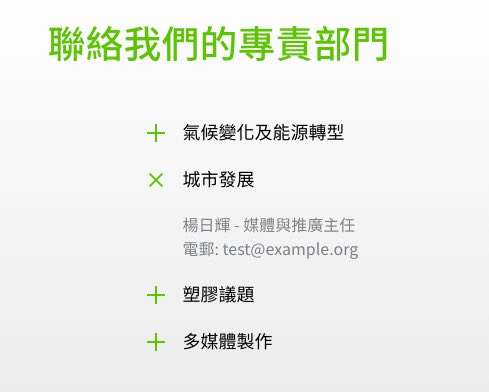 聯絡我們的專責部門
氣候變化及能源轉型
城市發展
楊日輝 - 媒體與推廣主任
電郵: test@example.org
塑膠議題
多媒體製作